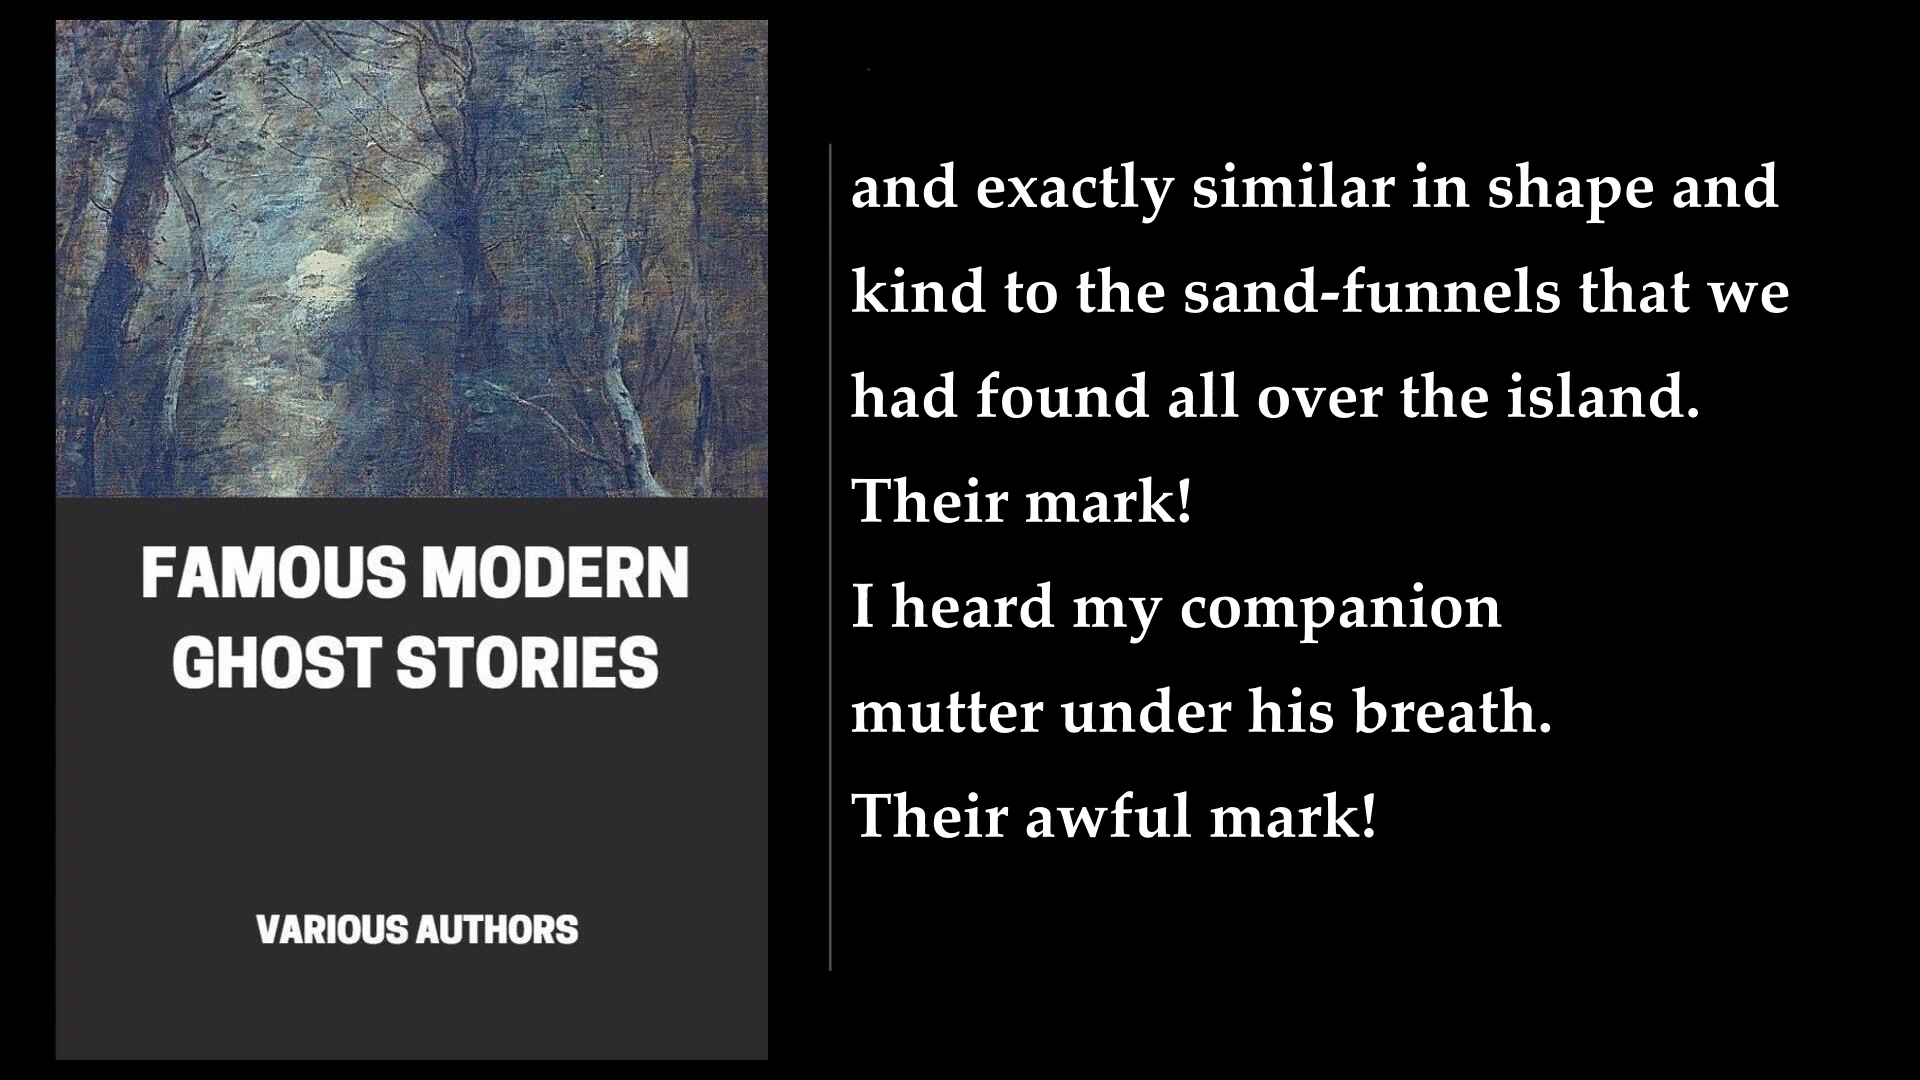 FAMOUS MODERN
GHOST STORIES
VARIOUS AUTHORS
and exactly similar in shape and
kind to the sand-funnels that we
had found all over the island.
Their mark!
I heard my companion
mutter under his breath.
Their awful mark!